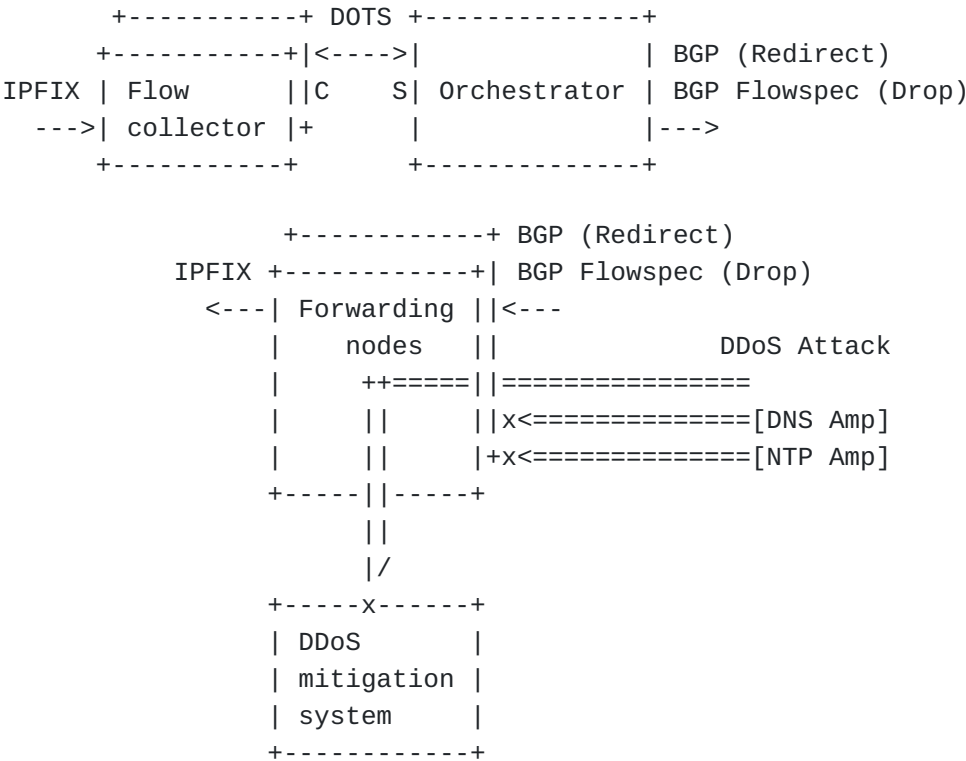 +-----------+ DOTS +--------------+
+-----------+|<---->|              | BGP (Redirect)
IPFIX | Flow      ||C    S| Orchestrator | BGP Flowspec (Drop)
--->| collector |+      |              |--->
+-----------+       +--------------+
+------------+ BGP (Redirect)
IPFIX +------------+| BGP Flowspec (Drop)
<---| Forwarding ||<---
|    nodes   ||              DDoS Attack
|     ++=====||================
|     ||     ||x<==============[DNS Amp]
|     ||     |+x<==============[NTP Amp]
+-----||-----+
||
|/
+-----x------+
| DDoS       |
| mitigation |
| system     |
+------------+